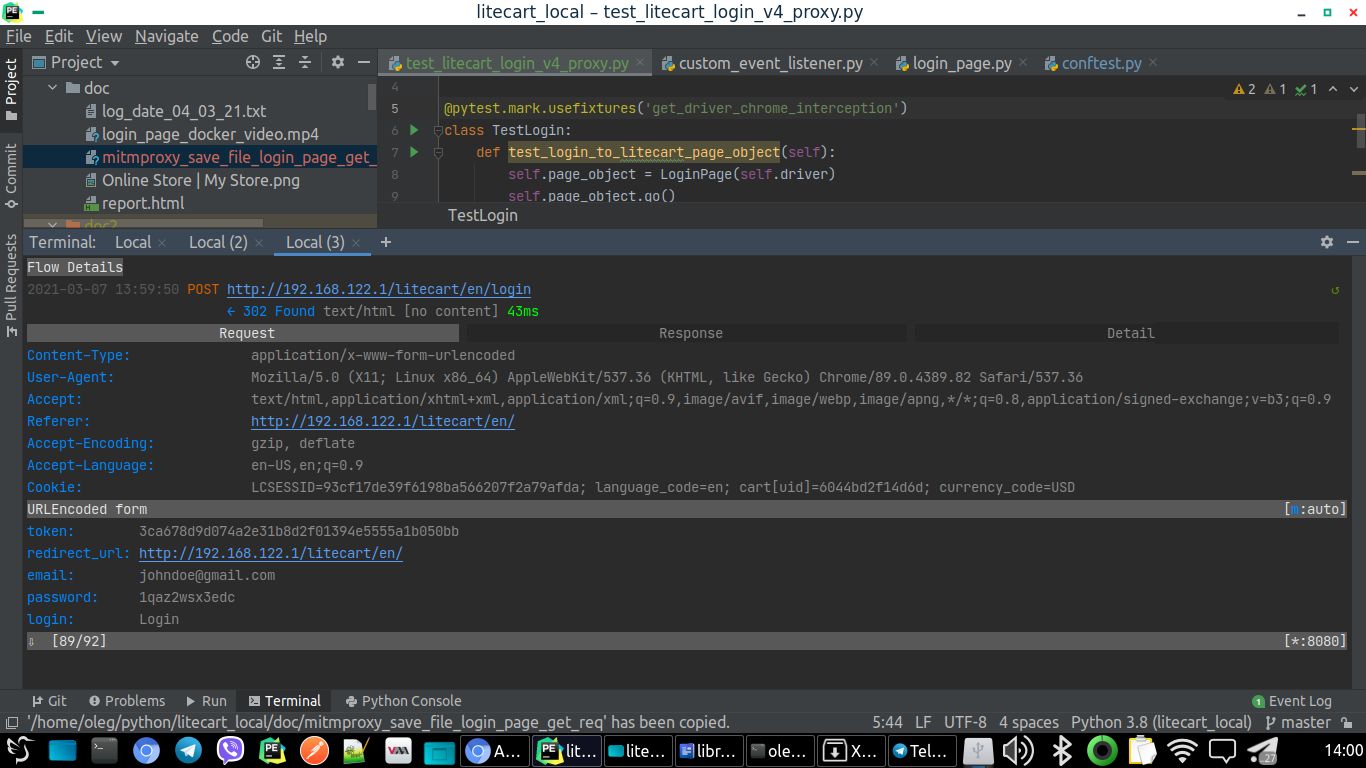 litecart_local – test_litecart_login_v4_proxy.py
File Edit View Navigate Code Git Help
Project
test_litecart_login_v4_proxy.py custom_event_listener.py login_page.py conftest.py
Project
Commit
Pull Requests
doc
log_date_04_03_21.txt
login_page_docker_video.mp4
mitmproxy_save_file_login_page_get_
Online Store | My Store.png
report.html
doc2
4
5 @pytest.mark.usefixtures('get_driver_chrome_interception')
6 class TestLogin:
7 def test_login_to_litecart_page_object(self):
8 self.page_object = LoginPage(self.driver)
9 self.page_object.go()
2 1 1
TestLogin
Terminal: Local Local (2) Local (3) +
Flow Details
2021-03-07 13:59:50 POST http://192.168.122.1/litecart/en/login
← 302 Found text/html [no content] 43ms
Request Response Detail
Content-Type: application/x-www-form-urlencoded
User-Agent: Mozilla/5.0 (X11; Linux x86_64) AppleWebKit/537.36 (KHTML, like Gecko) Chrome/89.0.4389.82 Safari/537.36
Accept: text/html,application/xhtml+xml,application/xml;q=0.9,image/avif,image/webp,image/apng,*/*;q=0.8,application/signed-exchange;v=b3;q=0.9
Referer: http://192.168.122.1/litecart/en/
Accept-Encoding: gzip, deflate
Accept-Language: en-US,en;q=0.9
Cookie: LCSESSID=93cf17de39f6198ba566207f2a79afda; language_code=en; cart[uid]=6044bd2f14d6d; currency_code=USD
URLEncoded form [m:auto]
token: 3ca678d9d074a2e31b8d2f01394e5555a1b050bb
redirect_url: http://192.168.122.1/litecart/en/
email: johndoe@gmail.com
password: 1qaz2wsx3edc
login: Login
⇩ [89/92] [*:8080]
Git Problems Run Terminal Python Console 1 Event Log
'/home/oleg/python/litecart_local/doc/mitmproxy_save_file_login_page_get_req' has been copied. 5:44 LF UTF-8 4 spaces Python 3.8 (litecart_local) master
A... lit... lite... libr... ole... X... Tel... 27 14:00